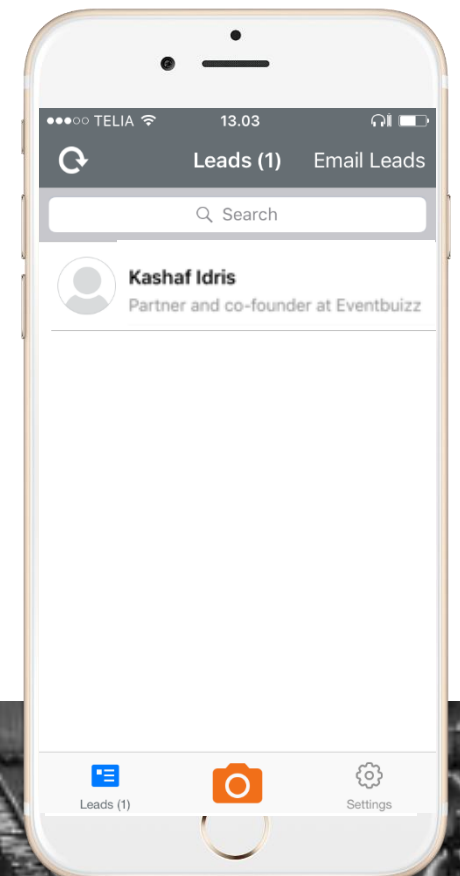 TELIA 13.03
Leads (1) Email Leads
Search
Kashaf Idris
Partner and co-founder at Eventbuizz
Leads (1) Settings